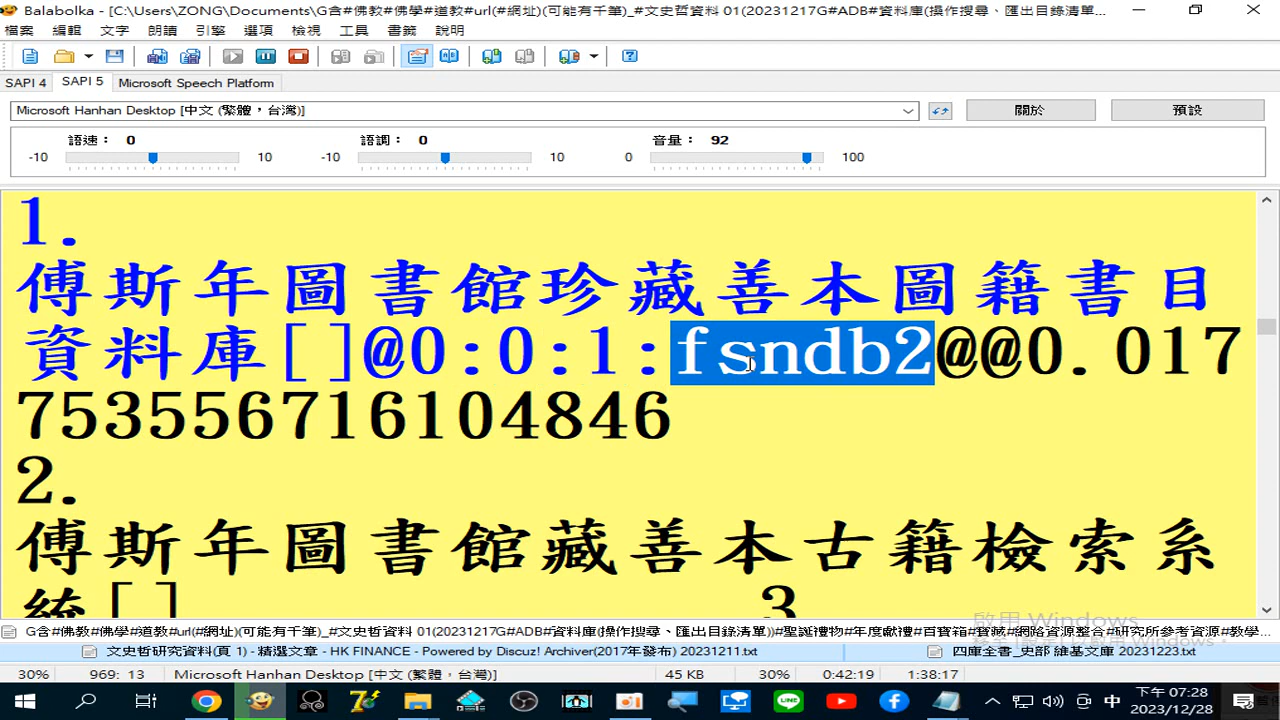 Balabolka - [C:\Users\ZONG\Documents\G含#佛教#佛學#道教#url(#網址)(可能有千筆)_#文史哲資料 01(20231217G#ADB#資料庫(操作搜尋、匯出目錄清單...
檔案 編輯 文字 朗讀 引擎 選項 檢視 工具 書籤 說明
SAPI 4 SAPI 5 Microsoft Speech Platform
Microsoft Hanhan Desktop [中文 (繁體，台灣)] 關於 預設
語速： 0 語調： 0 音量： 92
-10 10 -10 10 0 100
1.
傅斯年圖書館珍藏善本圖籍書目
資料庫[]@0:0:1:fsndb2@@0.0177
753556716104846
2.
傅斯年圖書館藏善本古籍檢索系
統[] 3
啟用 Windows
G含#佛教#佛學#道教#url(#網址)(可能有千筆)_#文史哲資料 01(20231217G#ADB#資料庫(操作搜尋、匯出目錄清單))#聖誕禮物#年度獻禮#百寶箱#寶城#網路資源整合#研究所參考資源#教學...
文史哲研究資料(頁 1) - 精選文章 - HK FINANCE - Powered by Discuz! Archiver(2017年發布) 20231211.txt 四庫全書_史部 維基文庫 20231223.txt
30% 969: 13 Microsoft Hanhan Desktop [中文 (繁體，台灣)] 45 KB 30% 0:42:19 1:38:17
中 下午 07:28
2023/12/28